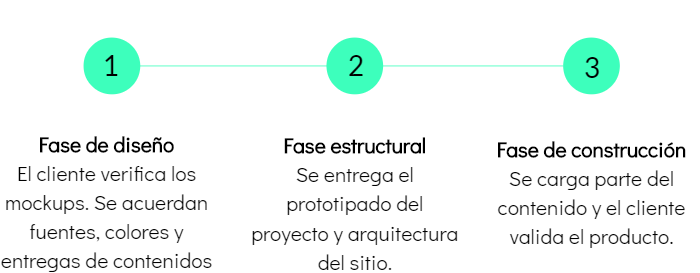 1
Fase de diseño
El cliente verifica los
mockups. Se acuerdan
fuentes, colores y
entregas de contenidos
2
Fase estructural
Se entrega el
prototipado del
proyecto y arquitectura
del sitio.
3
Fase de construcción
Se carga parte del
contenido y el cliente
valida el producto.